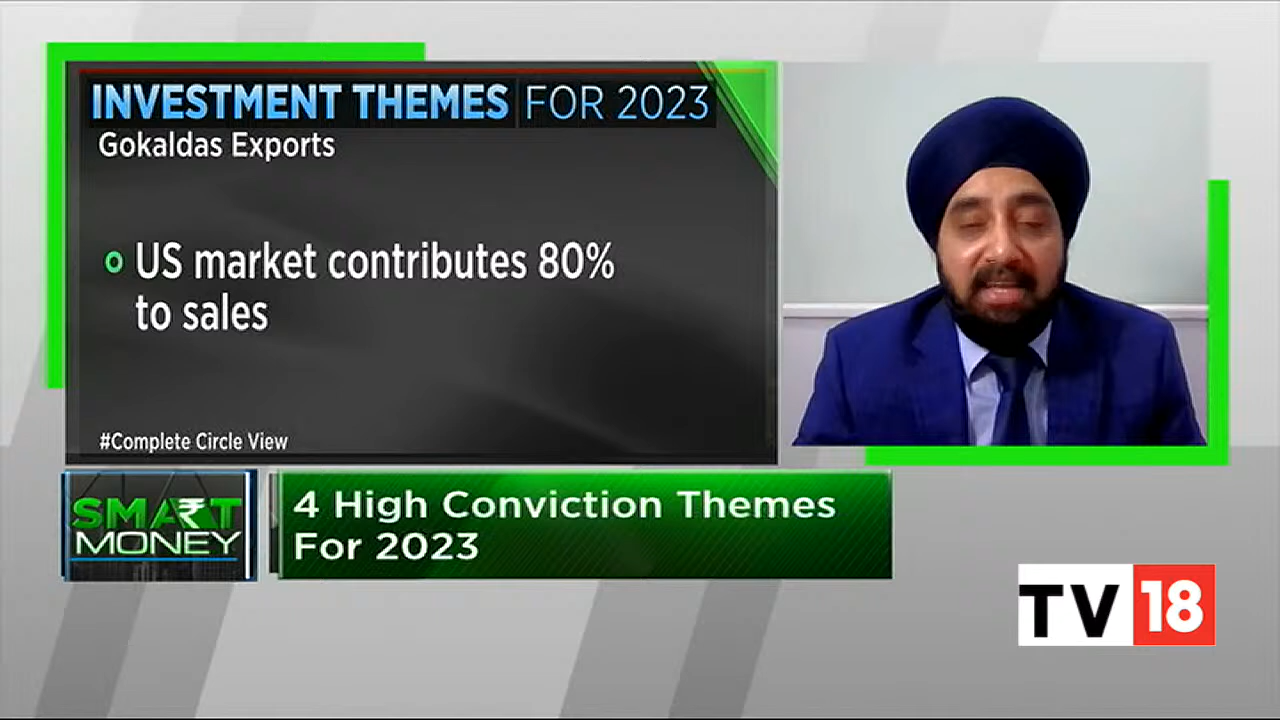 INVESTMENT THEMES FOR 2023
Gokaldas Exports
US market contributes 80%
to sales
#Complete Circle View
SMA₹T
MONEY
4 High Conviction Themes
For 2023
TV18